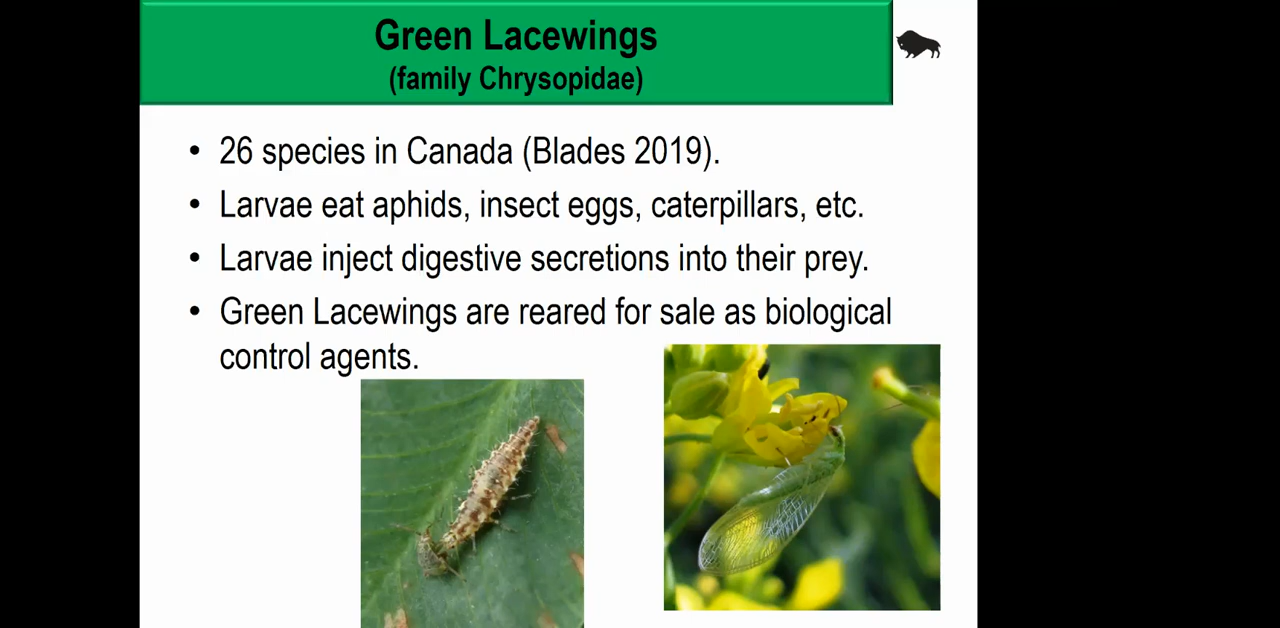 Green Lacewings
(family Chrysopidae)
• 26 species in Canada (Blades 2019).
• Larvae eat aphids, insect eggs, caterpillars, etc.
• Larvae inject digestive secretions into their prey.
• Green Lacewings are reared for sale as biological
control agents.